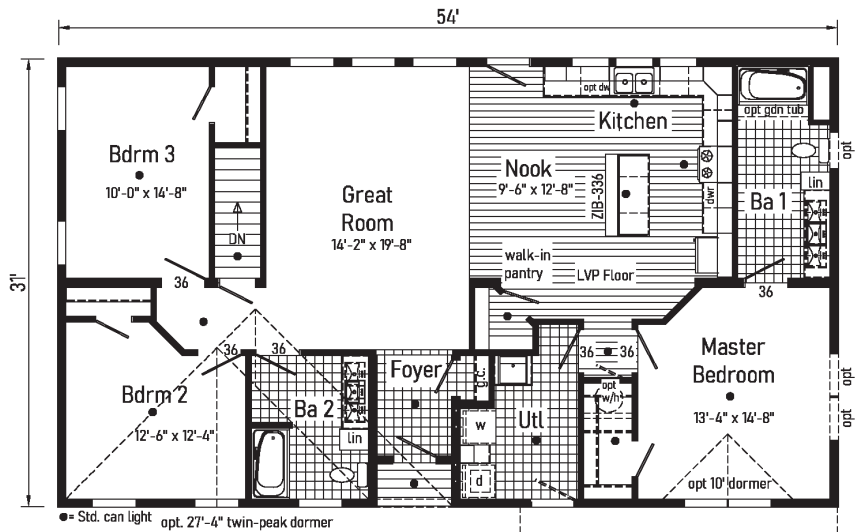 54'
31'
Bdrm 3
10'-0" x 14'-8"
DN
Great
Room
14'-2" x 19'-8"
Nook
9'-6" x 12'-8"
opt dw
Kitchen
ZIB-336
dwr
opt gdn tub
opt
lin
Ba 1
walk-in
pantry
LVP Floor
36
36
36
36
Bdrm 2
12'-6" x 12'-4"
Ba 2
lin
Foyer
g.c.
w
d
Utl
36
36
opt
w/h
Master
Bedroom
13'-4" x 14'-8"
opt
opt
opt 10' dormer
●= Std. can light
opt. 27'-4" twin-peak dormer